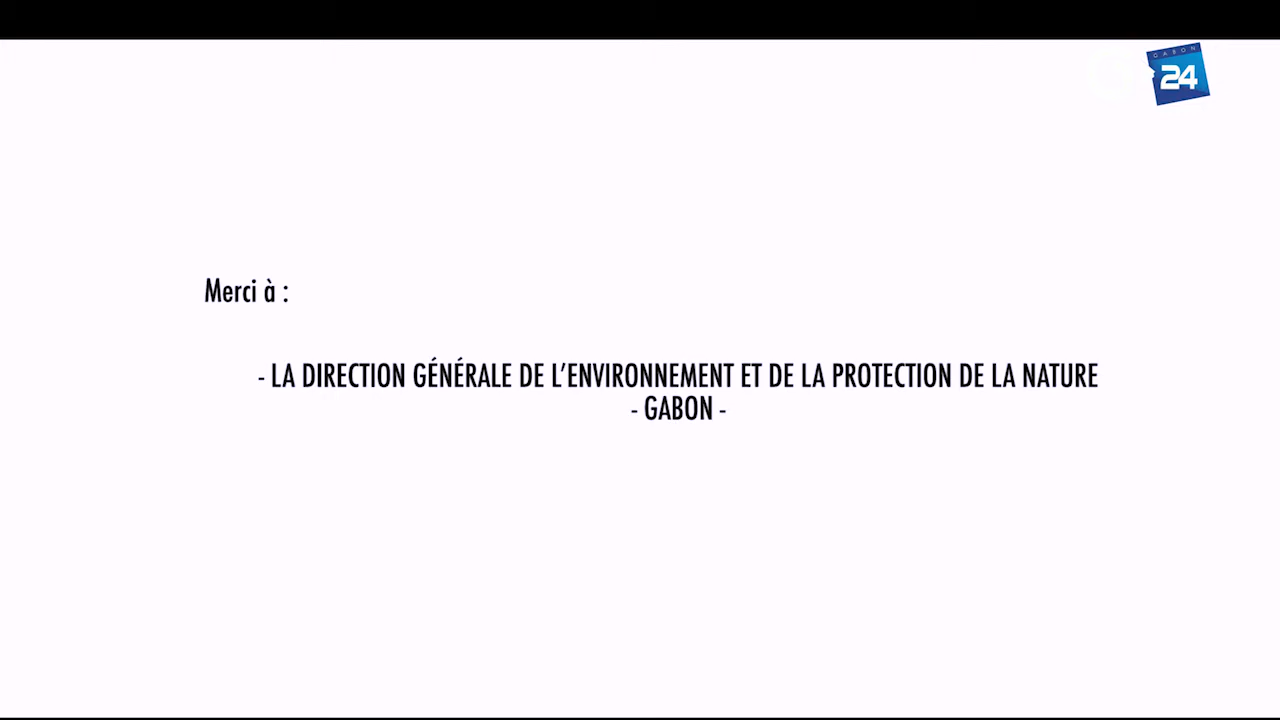 GABON
24
Merci à :
- LA DIRECTION GÉNÉRALE DE L’ENVIRONNEMENT ET DE LA PROTECTION DE LA NATURE
- GABON -